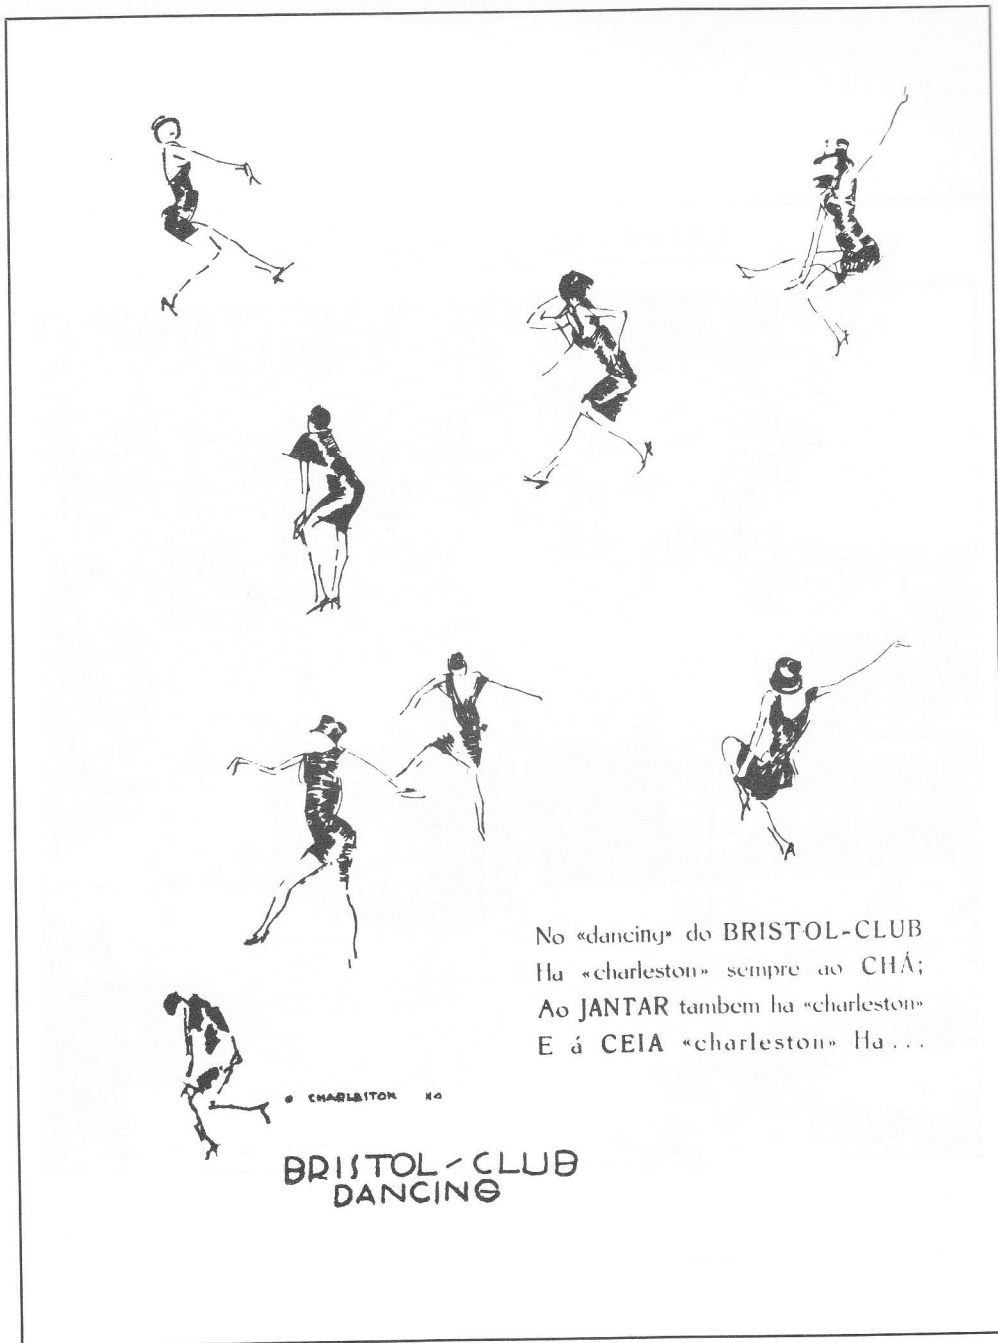 No «dancing» do BRISTOL-CLUB
Ha «charleston» sempre ao CHÁ;
Ao JANTAR tambem ha «charleston»
E á CEIA «charleston» Ha...
O CHARLESTON NO
BRISTOL-CLUB
DANCING